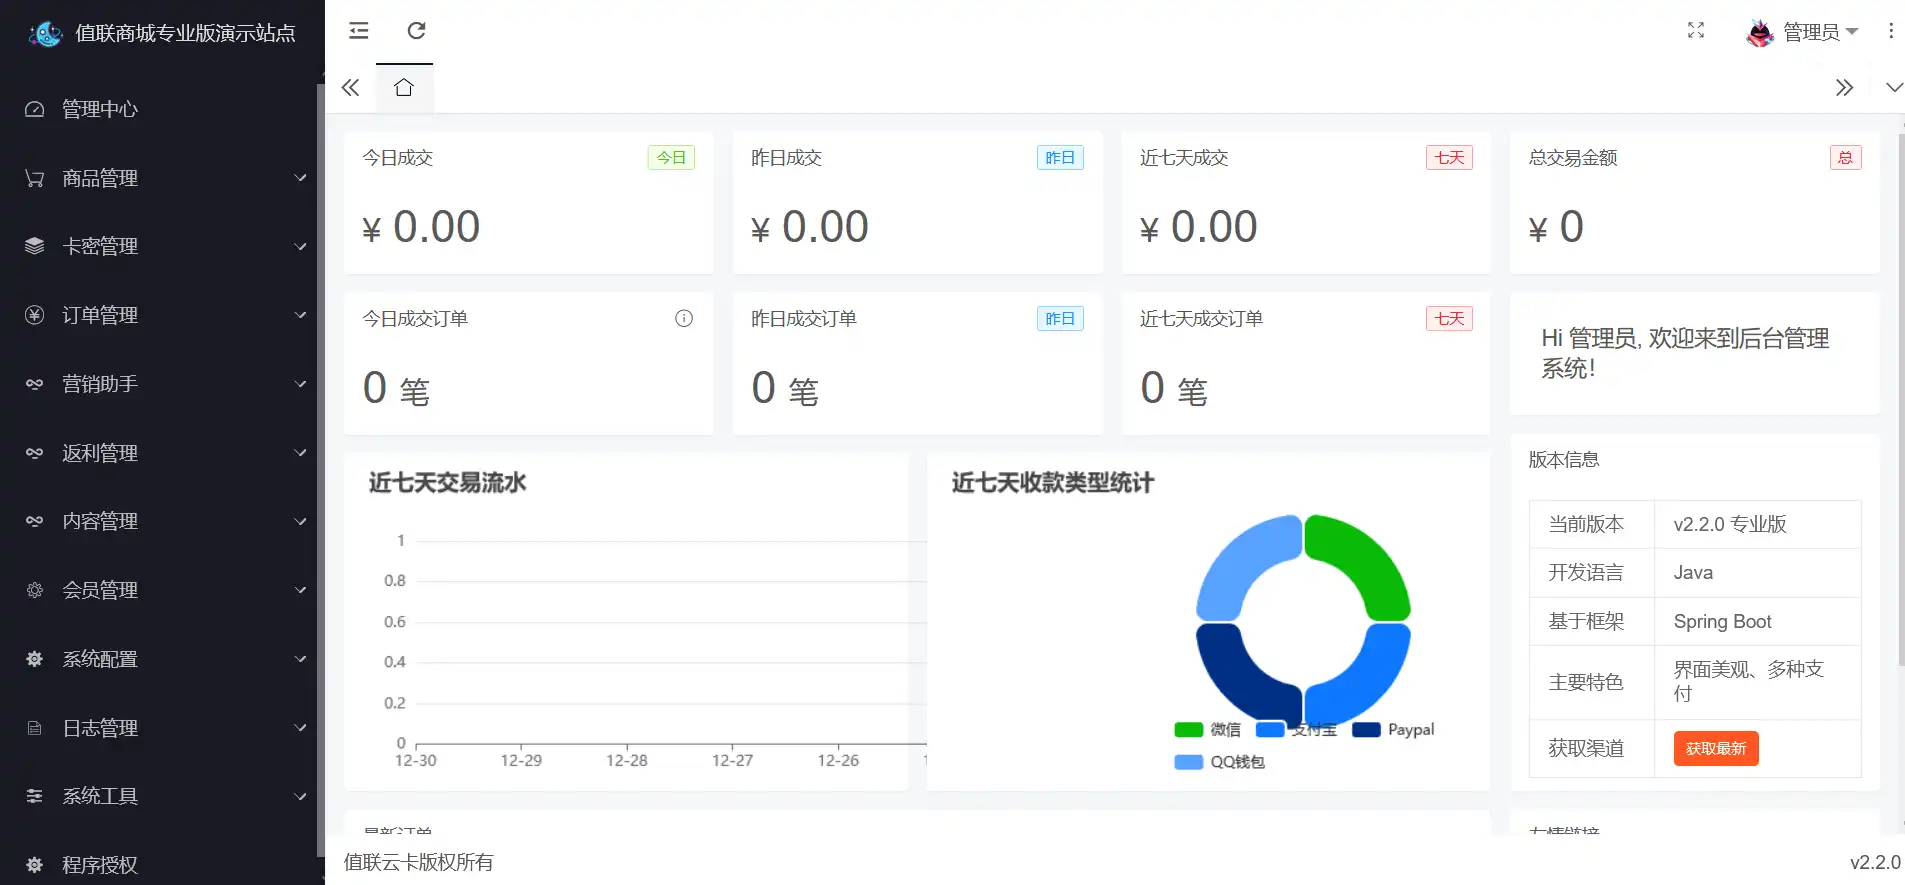 值联商城专业版演示站点
管理员
管理中心
商品管理
卡密管理
订单管理
营销助手
返利管理
内容管理
会员管理
系统配置
日志管理
系统工具
程序授权
今日成交 今日
¥ 0.00
昨日成交 昨日
¥ 0.00
近七天成交 七天
¥ 0.00
总交易金额 总
¥ 0
今日成交订单
0 笔
昨日成交订单 昨日
0 笔
近七天成交订单 七天
0 笔
Hi 管理员, 欢迎来到后台管理
系统!
近七天交易流水
1
0.8
0.6
0.4
0.2
0
12-30 12-29 12-28 12-27 12-26
近七天收款类型统计
微信 支付宝 Paypal
QQ钱包
版本信息
当前版本 v2.2.0 专业版
开发语言 Java
基于框架 Spring Boot
主要特色 界面美观、多种支
付
获取渠道 获取最新
最新订单
友情链接
值联云卡版权所有
v2.2.0